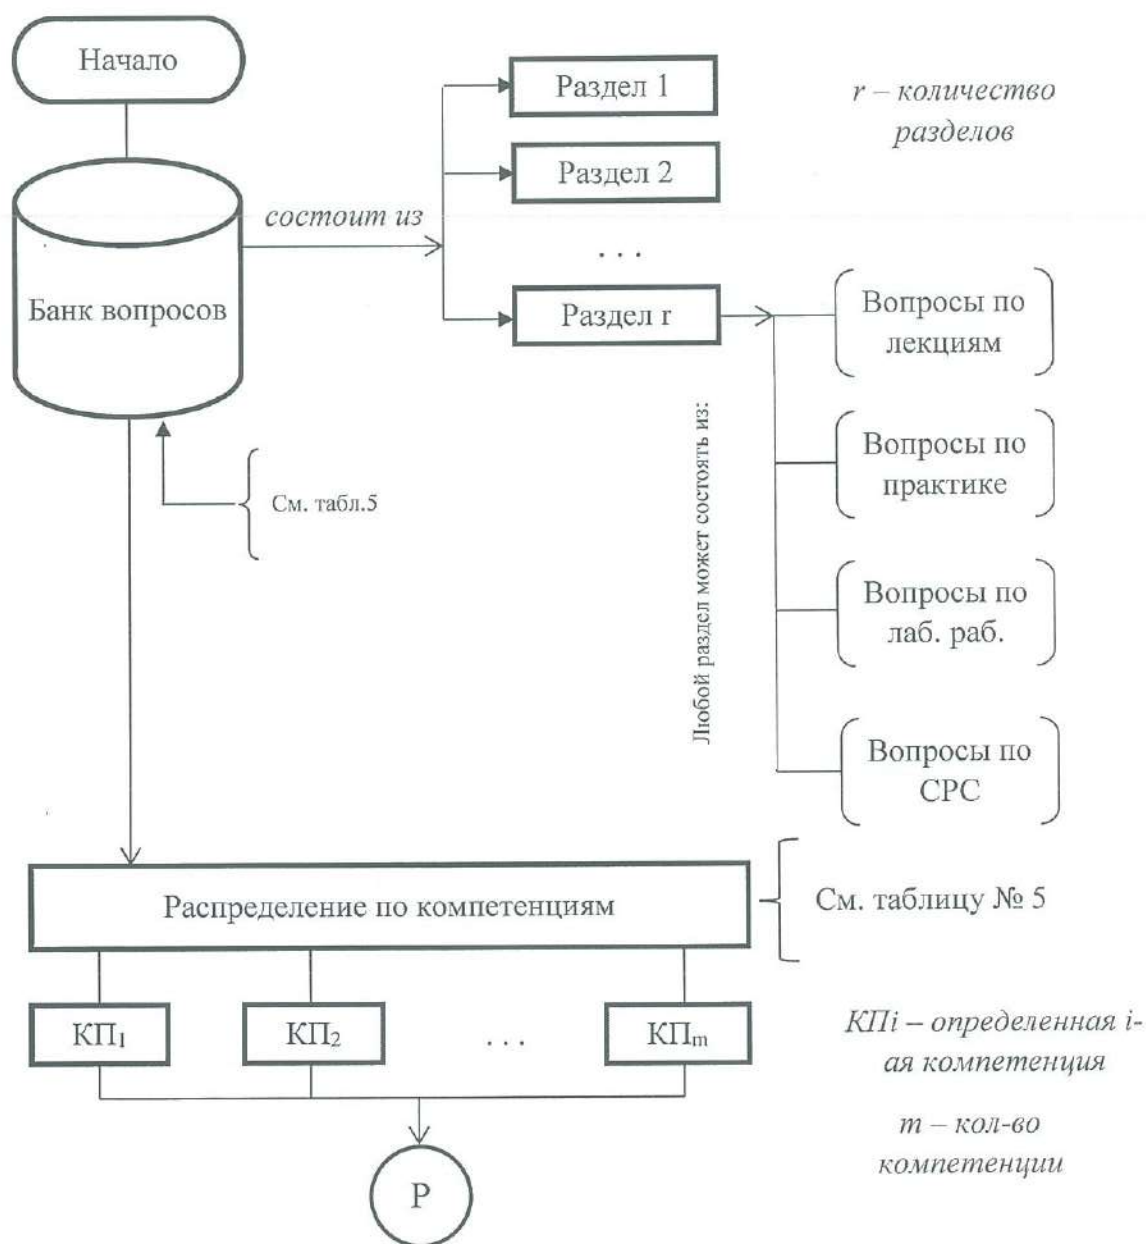 Начало
Раздел 1
r – количество
разделов
Раздел 2
состоит из
. . .
Банк вопросов
Раздел r
Вопросы по
лекциям
Любой раздел может состоять из:
Вопросы по
практике
См. табл.5
Вопросы по
лаб. раб.
Вопросы по
СРС
Распределение по компетенциям
См. таблицу № 5
КП1
КП2
. . .
КПm
КПi – определенная i-
ая компетенция
m – кол-во
компетенции
Р